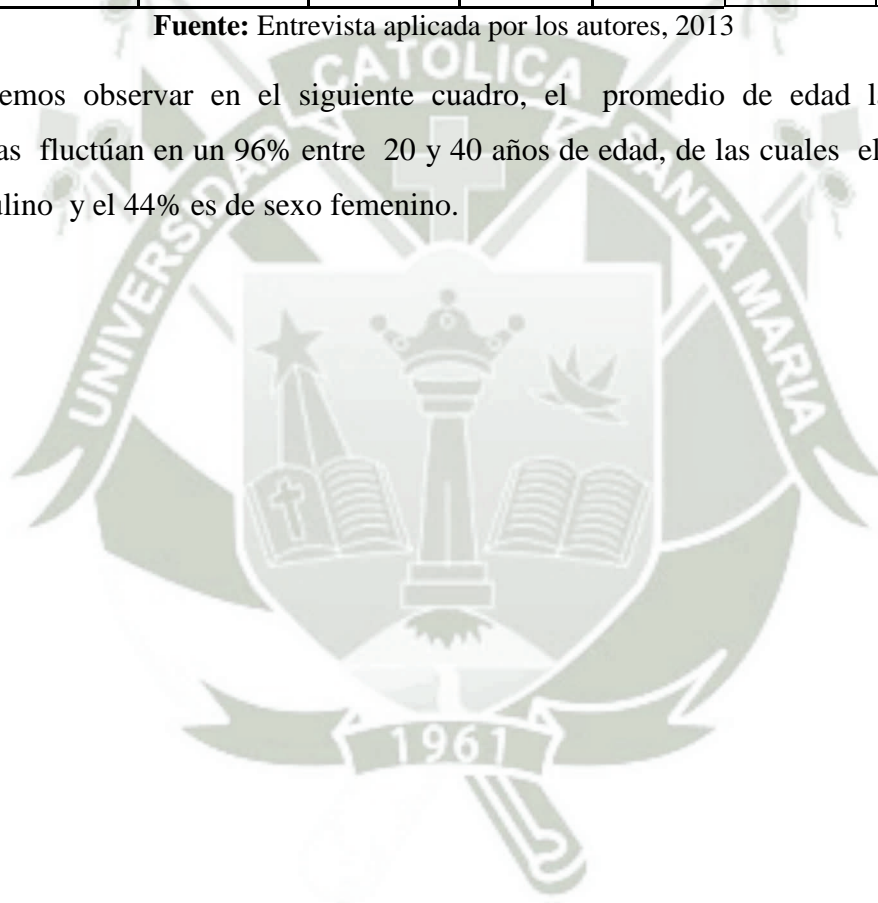 Fuente: Entrevista aplicada por los autores, 2013
emos observar en el siguiente cuadro, el promedio de edad l
as fluctúan en un 96% entre 20 y 40 años de edad, de las cuales el
ulino y el 44% es de sexo femenino.
UNIVERSIDAD CATOLICA SANTA MARIA
1961